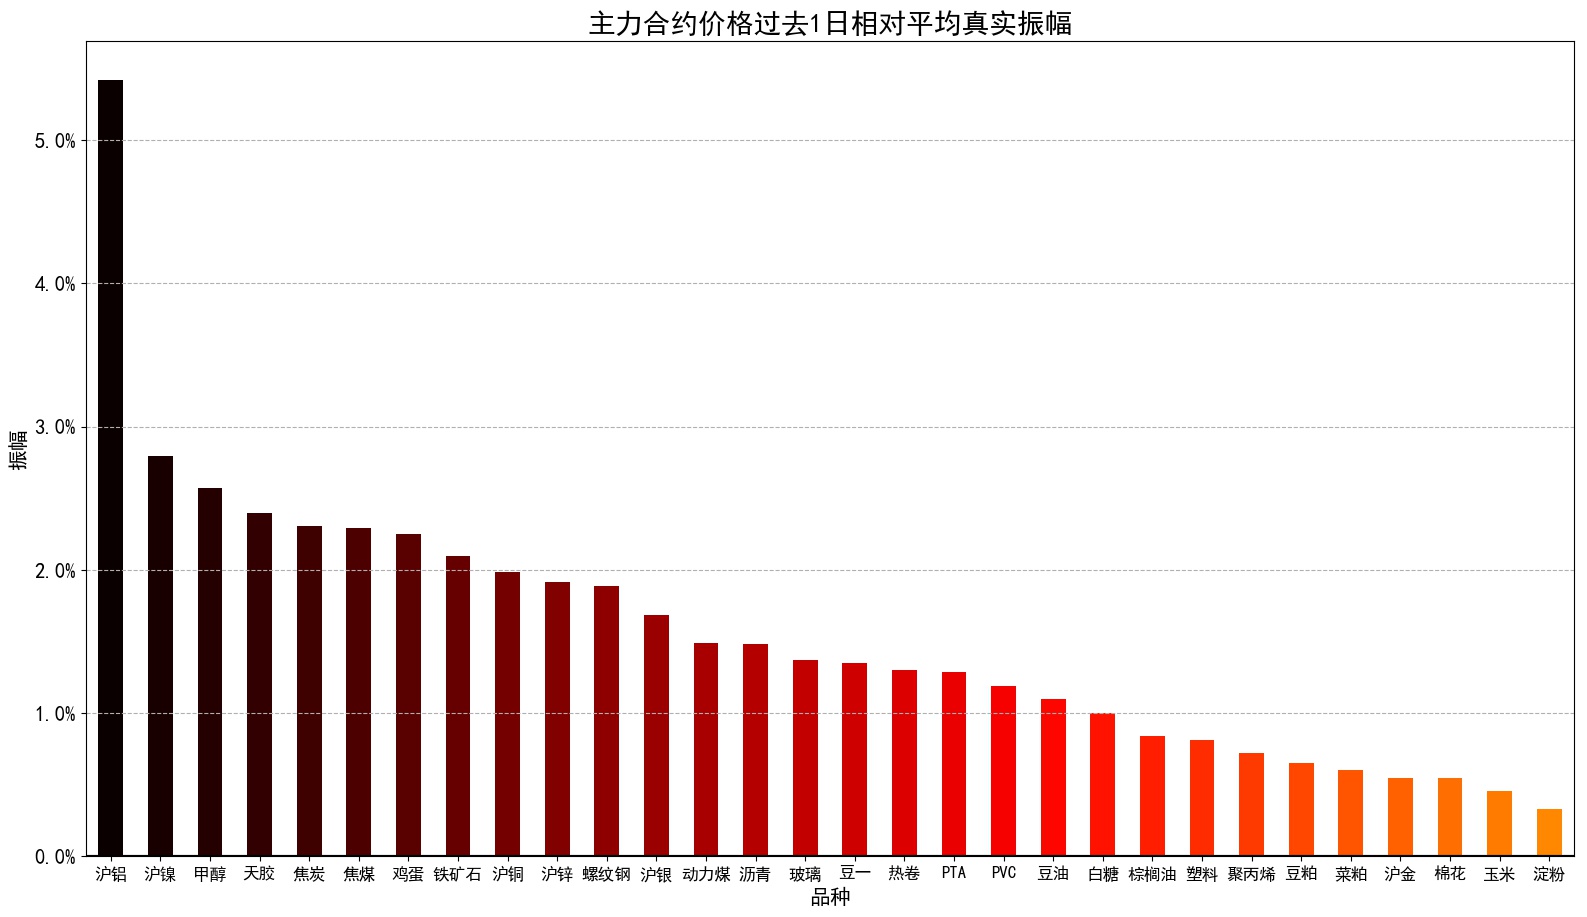 主力合约价格过去1日相对平均真实振幅
振幅
5.0%
4.0%
3.0%
2.0%
1.0%
0.0%
沪铝 沪镍 甲醇 天胶 焦炭 焦煤 鸡蛋 铁矿石 沪铜 沪锌 螺纹钢 沪银 动力煤 沥青 玻璃 豆一 热卷 PTA PVC 豆油 白糖 棕榈油 塑料 聚丙烯 豆粕 菜粕 沪金 棉花 玉米 淀粉
品种